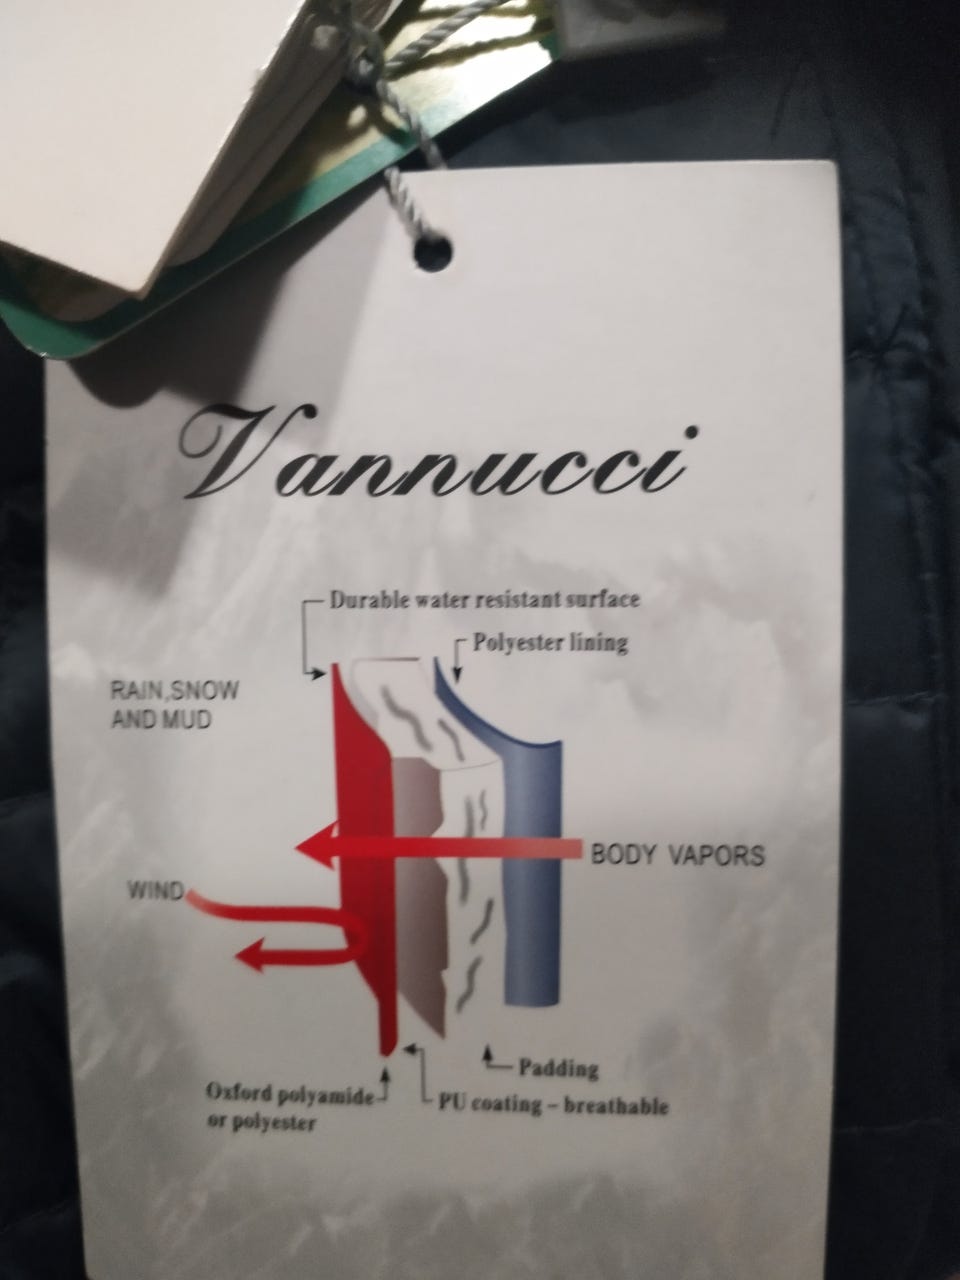 Vannucci
Durable water resistant surface
Polyester lining
RAIN,SNOW
AND MUD
BODY VAPORS
WIND
Padding
Oxford polyamide
or polyester
PU coating - breathable